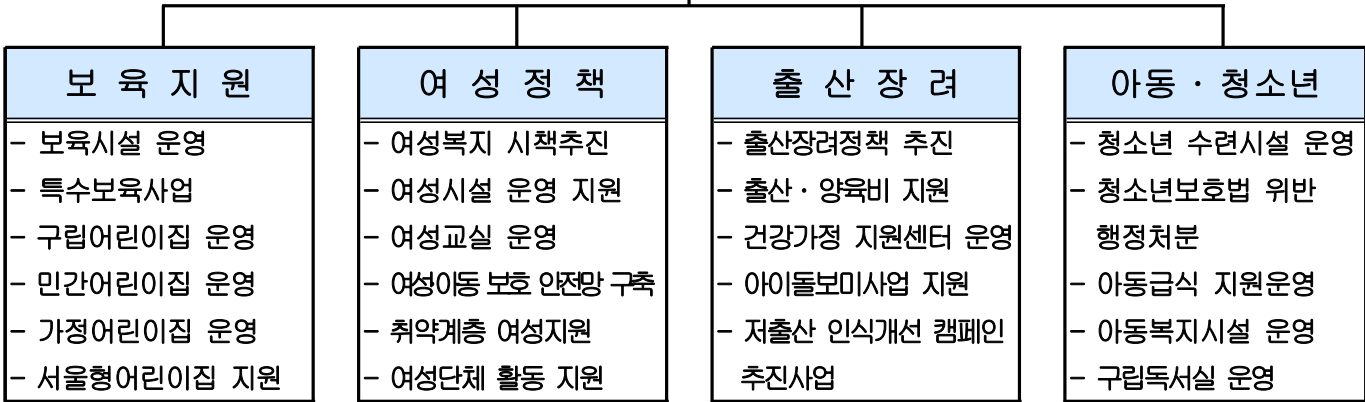 보 육 지 원
- 보육시설 운영
- 특수보육사업
- 구립어린이집 운영
- 민간어린이집 운영
- 가정어린이집 운영
- 서울형어린이집 지원
여 성 정 책
- 여성복지 시책추진
- 여성시설 운영 지원
- 여성교실 운영
- 여성아동 보호 안전망 구축
- 취약계층 여성지원
- 여성단체 활동 지원
출 산 장 려
- 출산장려정책 추진
- 출산 · 양육비 지원
- 건강가정 지원센터 운영
- 아이돌보미사업 지원
- 저출산 인식개선 캠페인
추진사업
아동 · 청소년
- 청소년 수련시설 운영
- 청소년보호법 위반
행정처분
- 아동급식 지원운영
- 아동복지시설 운영
- 구립독서실 운영